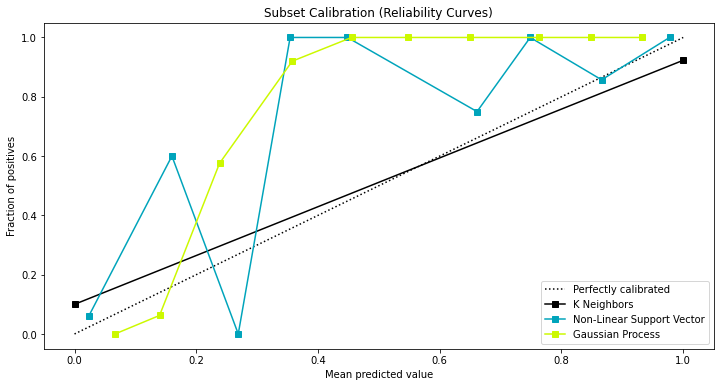 Subset Calibration (Reliability Curves)
Fraction of positives
1.0
0.8
0.6
0.4
0.2
0.0
0.0 0.2 0.4 0.6 0.8 1.0
Mean predicted value
Perfectly calibrated
K Neighbors
Non-Linear Support Vector
Gaussian Process